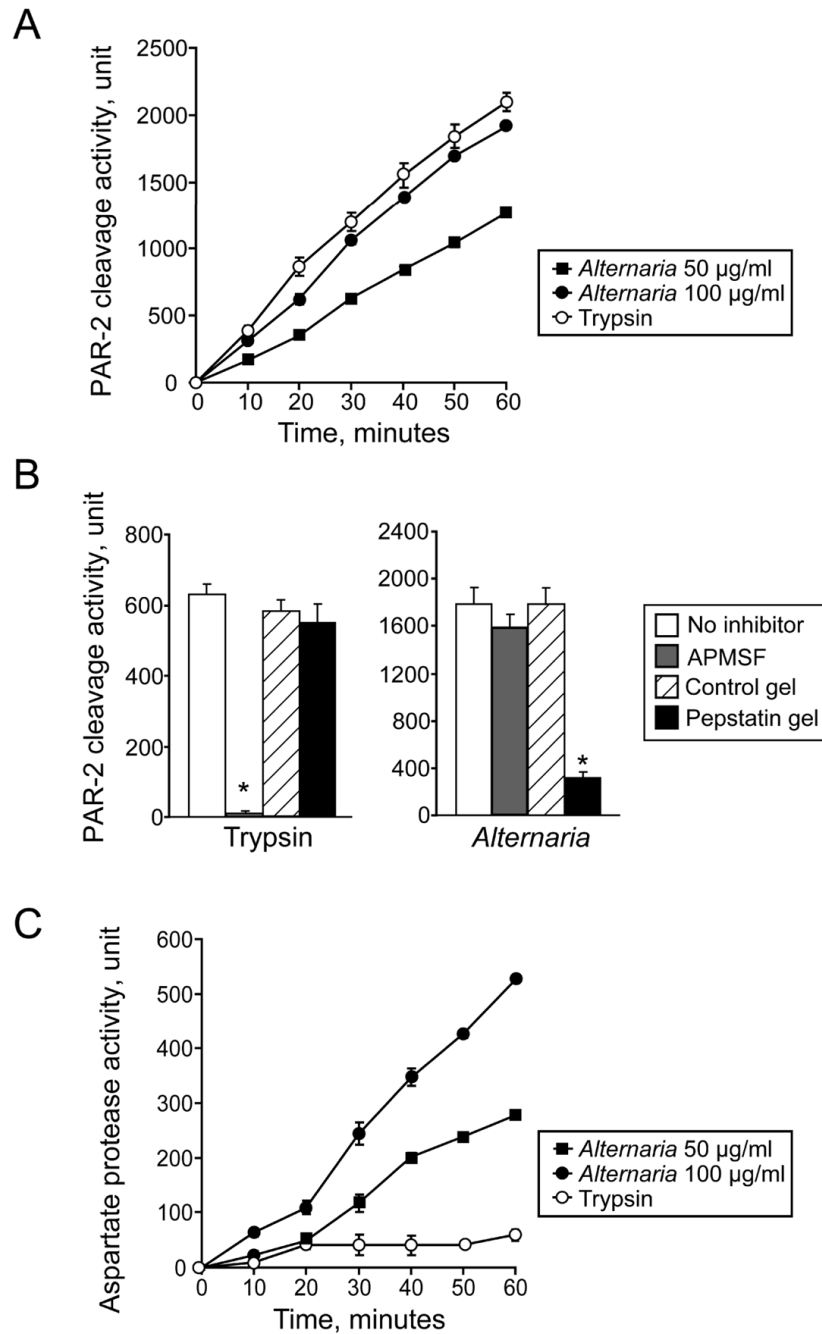 A
PAR-2 cleavage activity, unit
2500
2000
1500
1000
500
0
0 10 20 30 40 50 60
Time, minutes
Alternaria 50 µg/ml
Alternaria 100 µg/ml
Trypsin
B
PAR-2 cleavage activity, unit
800
600
400
200
0
*
Trypsin
2400
2000
1600
1200
800
400
0
*
Alternaria
No inhibitor
APMSF
Control gel
Pepstatin gel
C
Aspartate protease activity, unit
600
500
400
300
200
100
0
0 10 20 30 40 50 60
Time, minutes
Alternaria 50 µg/ml
Alternaria 100 µg/ml
Trypsin